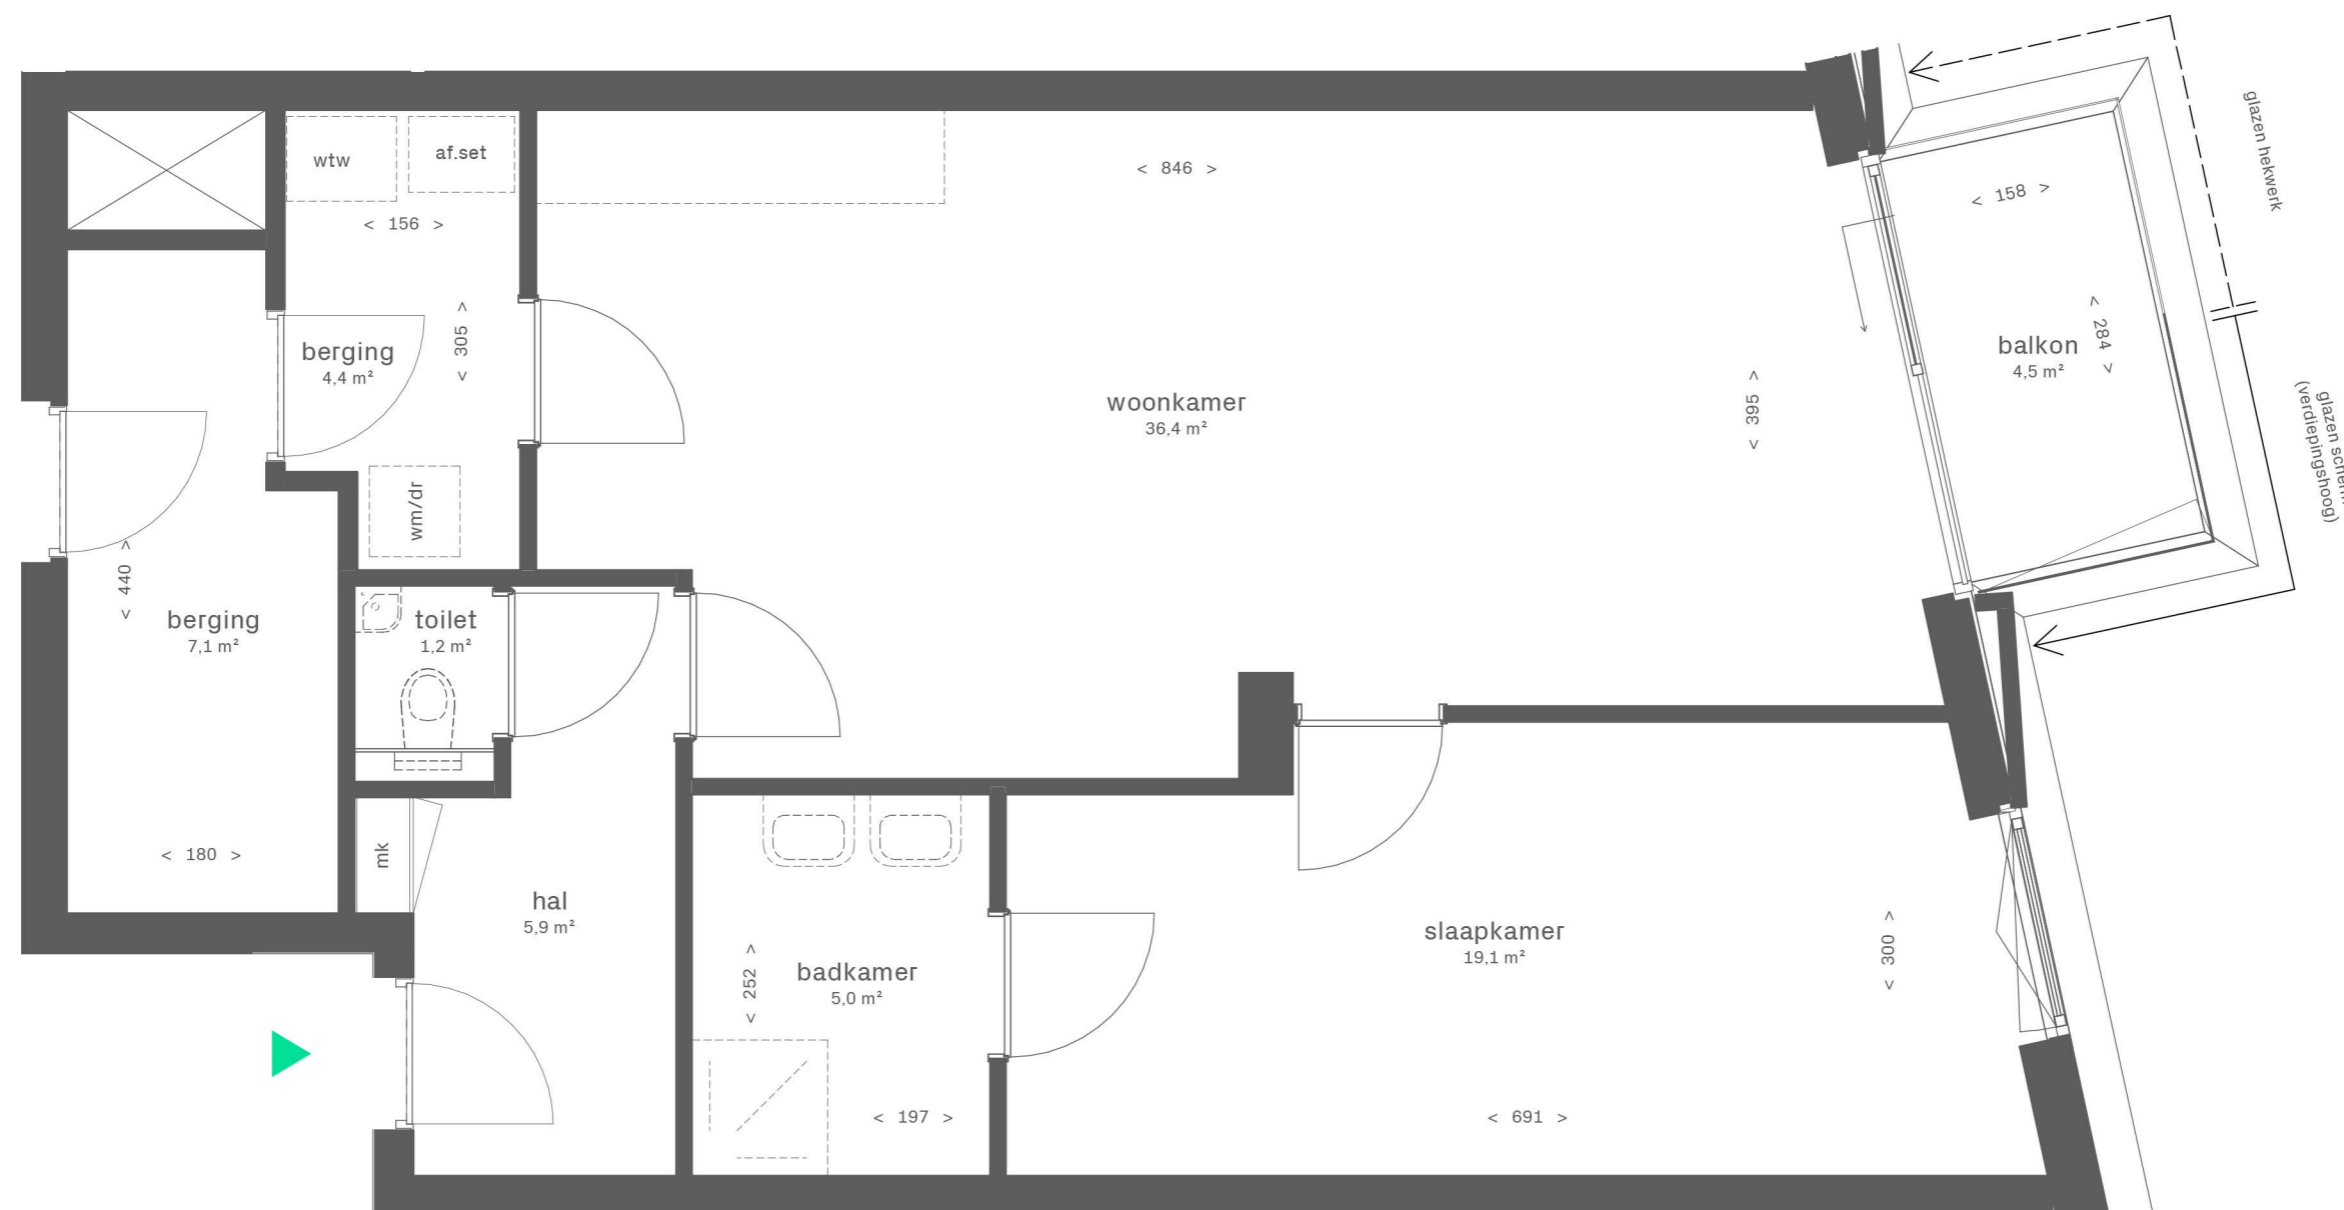 wtw
af.set
< 156 >
< 846 >
< 158 >
glazen hekwerk
berging
4,4 m²
< 305 >
balkon
4,5 m²
< 284 >
woonkamer
36,4 m²
< 395 >
glazen
(verdiepingshoog)
wm/dr
< 440 >
berging
7,1 m²
toilet
1,2 m²
< 180 >
mk
hal
5,9 m²
badkamer
5,0 m²
< 252 >
slaapkamer
19,1 m²
< 300 >
< 197 >
< 691 >